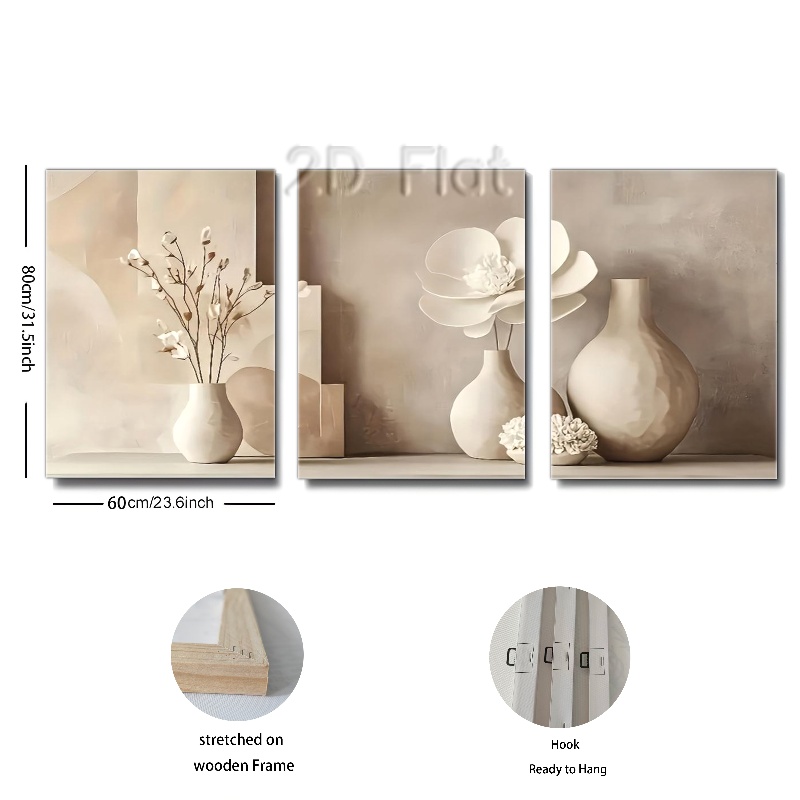 2D Flat
80cm/31.5inch
60cm/23.6inch
stretched on
wooden Frame
Hook
Ready to Hang